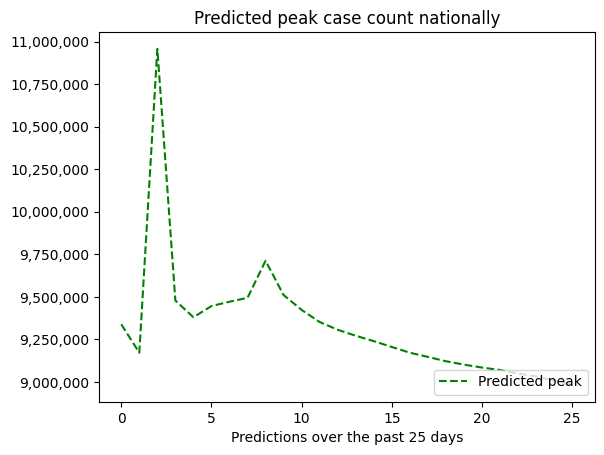 Predicted peak case count nationally
11,000,000
10,750,000
10,500,000
10,250,000
10,000,000
9,750,000
9,500,000
9,250,000
9,000,000
Predicted peak
0 5 10 15 20 25
Predictions over the past 25 days